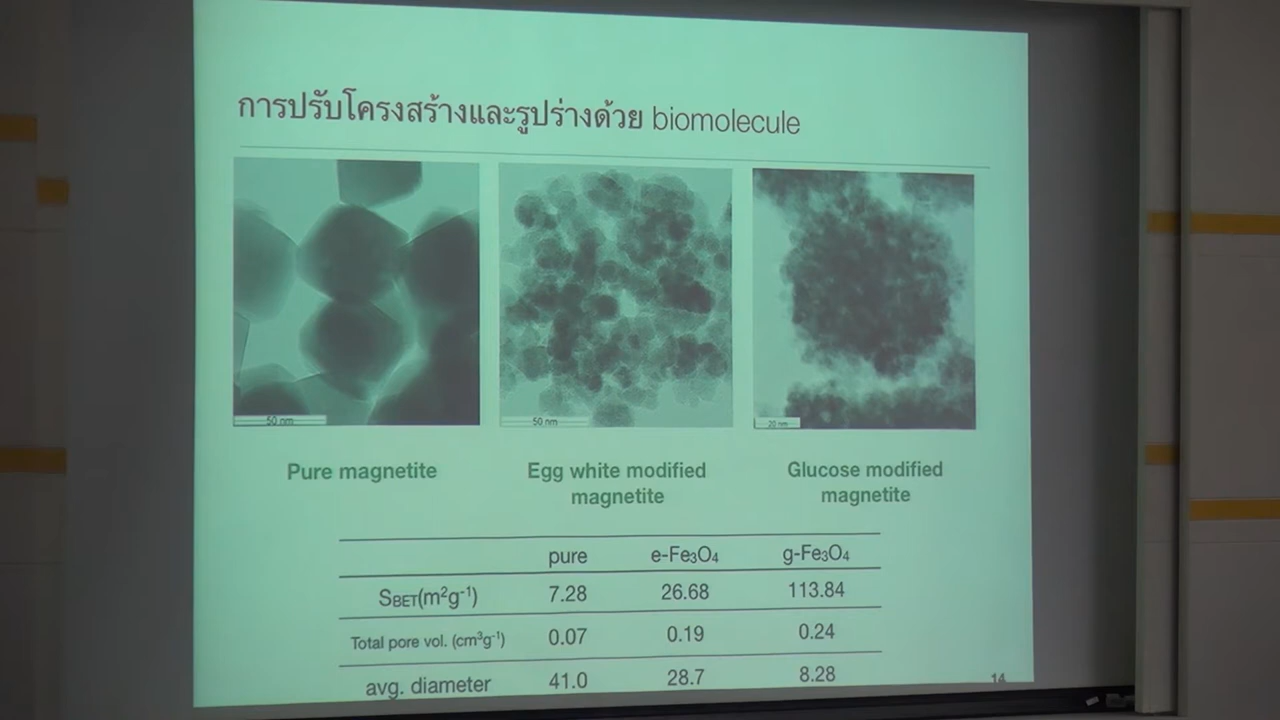 การปรับโครงสร้างและรูปร่างด้วย biomolecule
50 nm
50 nm
20 nm
Pure magnetite
Egg white modified
magnetite
Glucose modified
magnetite
pure e-Fe₃O₄ g-Fe₃O₄
SBET(m²g⁻¹) 7.28 26.68 113.84
Total pore vol. (cm³g⁻¹) 0.07 0.19 0.24
avg. diameter 41.0 28.7 8.28
14